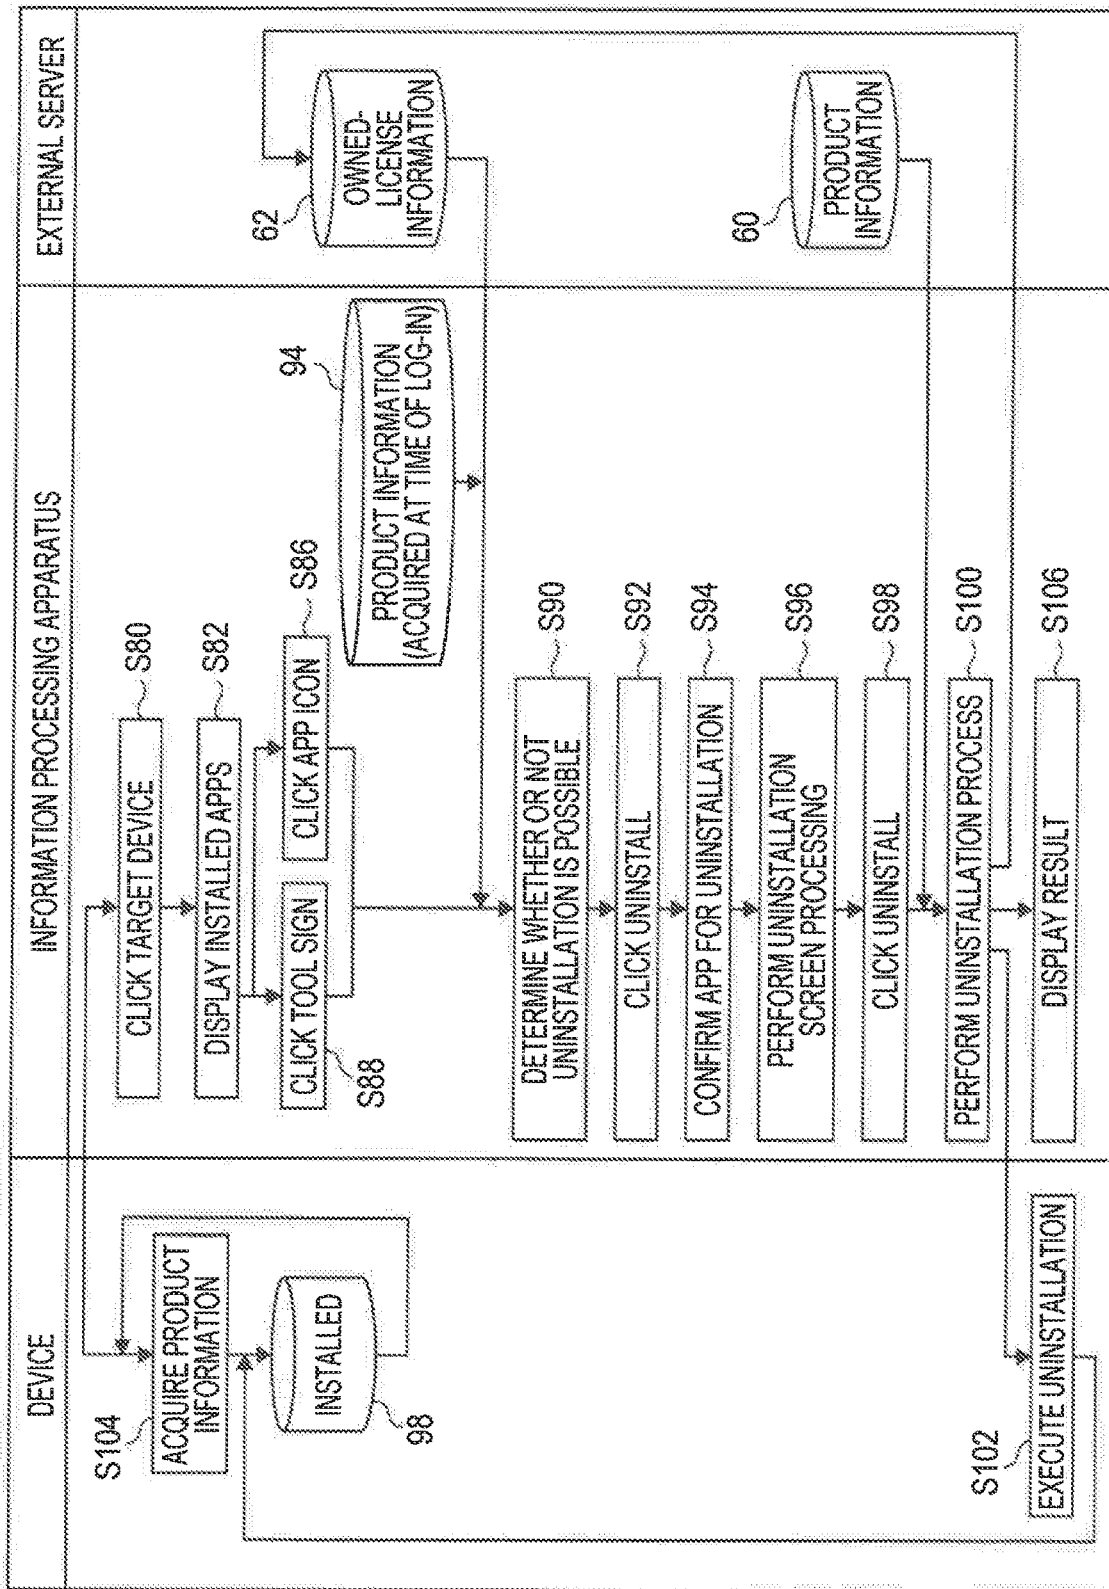 DEVICE
INFORMATION PROCESSING APPARATUS
EXTERNAL SERVER
S104
ACQUIRE PRODUCT
INFORMATION
INSTALLED
98
S102
EXECUTE UNINSTALLATION
CLICK TARGET DEVICE
S80
DISPLAY INSTALLED APPS
S82
CLICK TOOL SIGN
S88
CLICK APP ICON
S86
94
PRODUCT INFORMATION
(ACQUIRED AT TIME OF LOG-IN)
DETERMINE WHETHER OR NOT
UNINSTALLATION IS POSSIBLE
S90
CLICK UNINSTALL
S92
CONFIRM APP FOR UNINSTALLATION
S94
PERFORM UNINSTALLATION
SCREEN PROCESSING
S96
CLICK UNINSTALL
S98
PERFORM UNINSTALLATION PROCESS
S100
DISPLAY RESULT
S106
62
OWNED-
LICENSE
INFORMATION
60
PRODUCT
INFORMATION